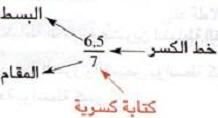 البسط
6,5
خط الكسر
7
المقام
كتابة كسرية